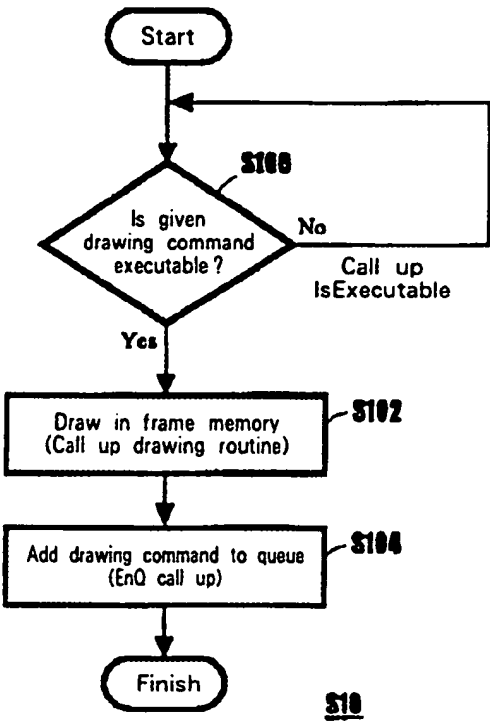 Start
Is given
drawing command
executable?
No
Call up
IsExecutable
Yes
Draw in frame memory
(Call up drawing routine)
S102
Add drawing command to queue
(EnQ call up)
S104
Finish
S10